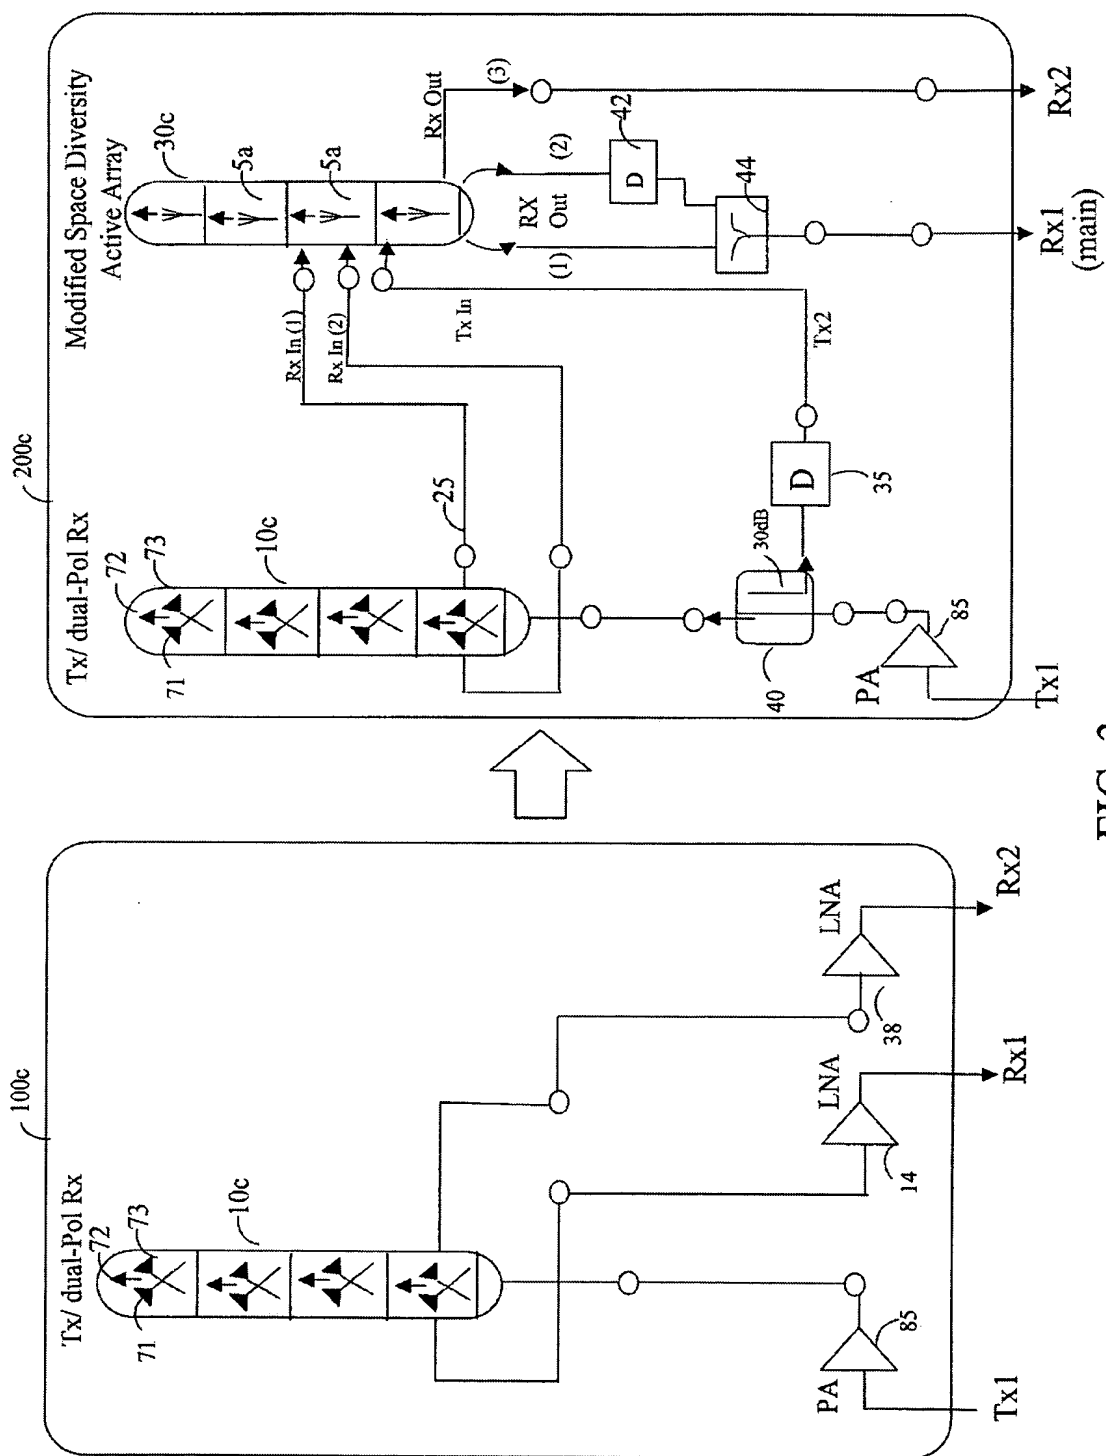 100c
Tx/ dual-Pol Rx
72
73
71
10c
LNA
LNA
38
14
PA
85
Tx1
Rx1
Rx2
200c
Tx/ dual-Pol Rx
72
73
71
10c
25
Modified Space Diversity
Active Array
30c
5a
5a
Rx In (1)
Rx In (2)
Tx In
Rx Out
(3)
RX
Out
(1)
(2)
42
D
44
Tx2
D
35
30dB
40
PA
85
Tx1
Rx1
(main)
Rx2
FIG.